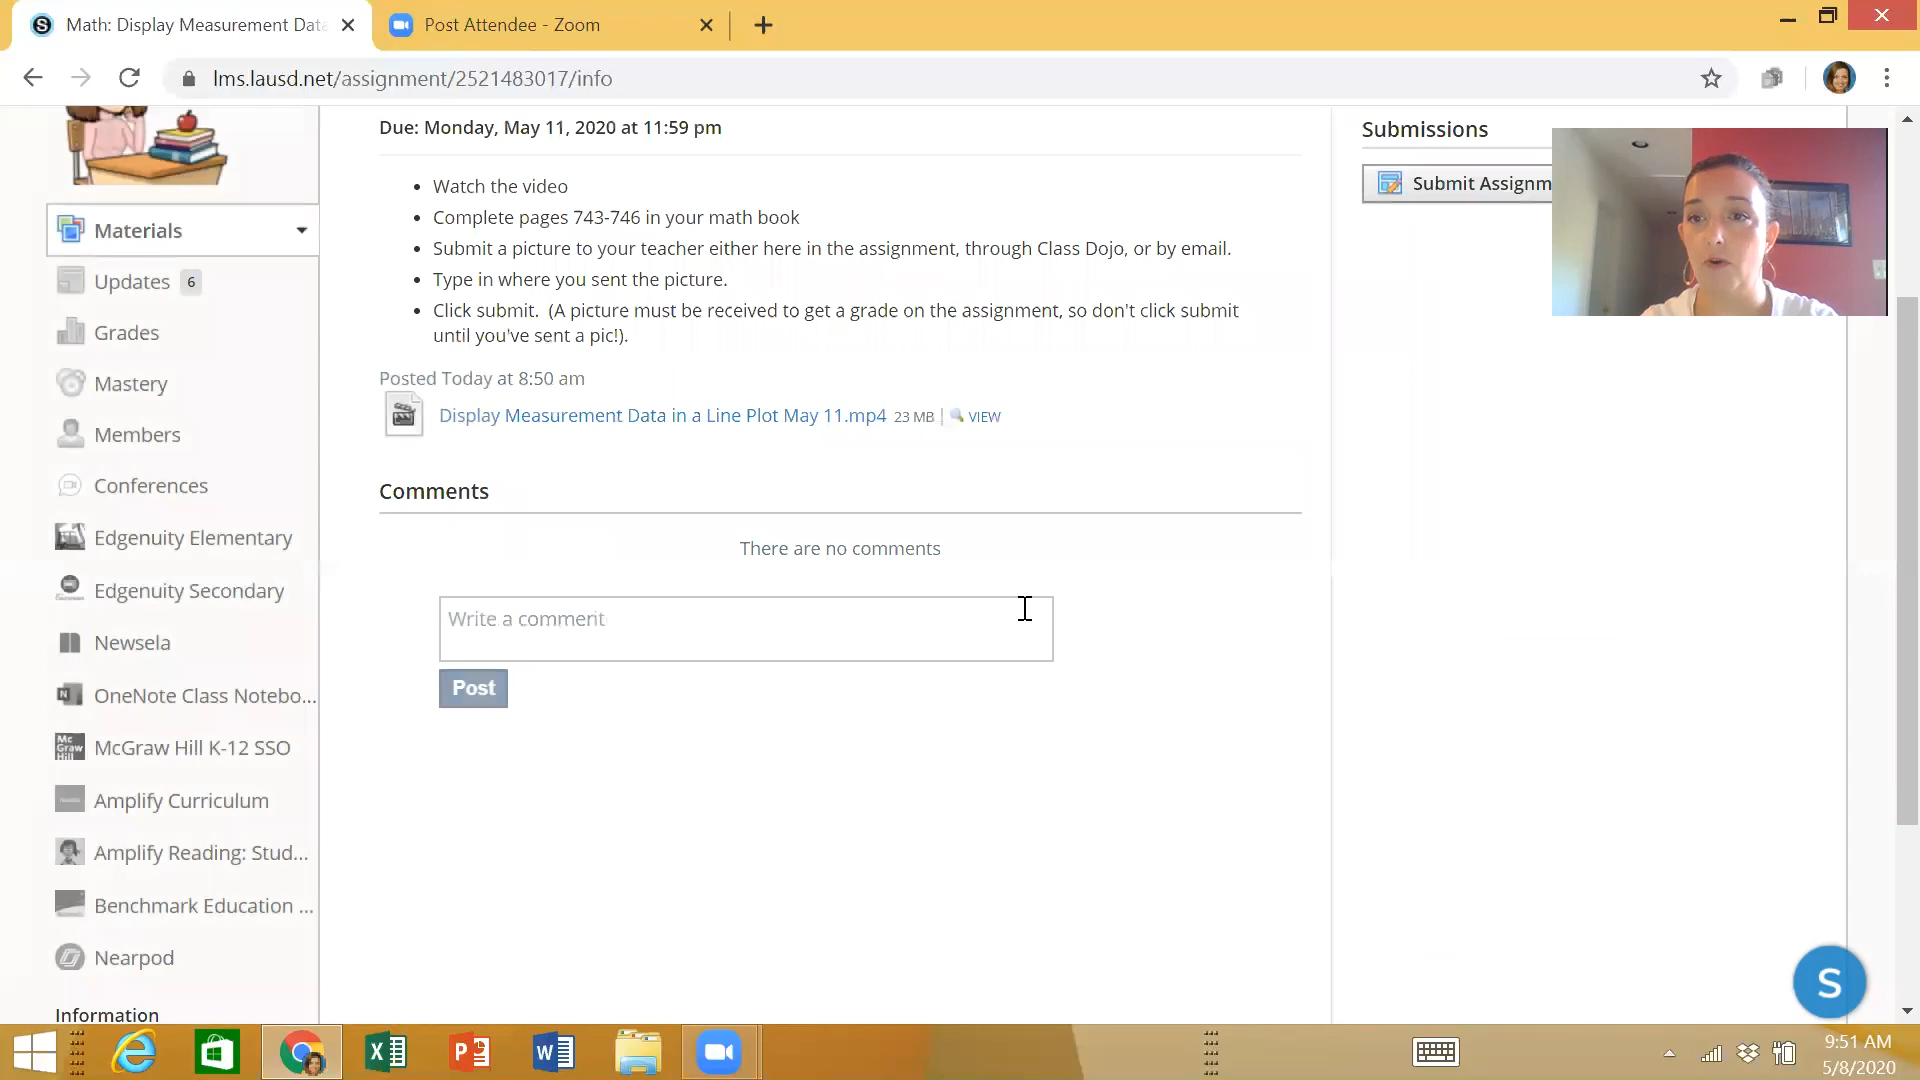 Math: Display Measurement Data
Post Attendee - Zoom
lms.lausd.net/assignment/2521483017/info
Due: Monday, May 11, 2020 at 11:59 pm
Watch the video
Complete pages 743-746 in your math book
Submit a picture to your teacher either here in the assignment, through Class Dojo, or by email.
Type in where you sent the picture.
Click submit. (A picture must be received to get a grade on the assignment, so don't click submit
until you've sent a pic!).
Posted Today at 8:50 am
Display Measurement Data in a Line Plot May 11.mp4 23 MB | VIEW
Comments
There are no comments
Write a comment
Post
Submissions
Submit Assignm
Materials
Updates 6
Grades
Mastery
Members
Conferences
Edgenuity Elementary
Edgenuity Secondary
Newsela
OneNote Class Notebo...
McGraw Hill K-12 SSO
Amplify Curriculum
Amplify Reading: Stud...
Benchmark Education ...
Nearpod
Information
S
9:51 AM
5/8/2020